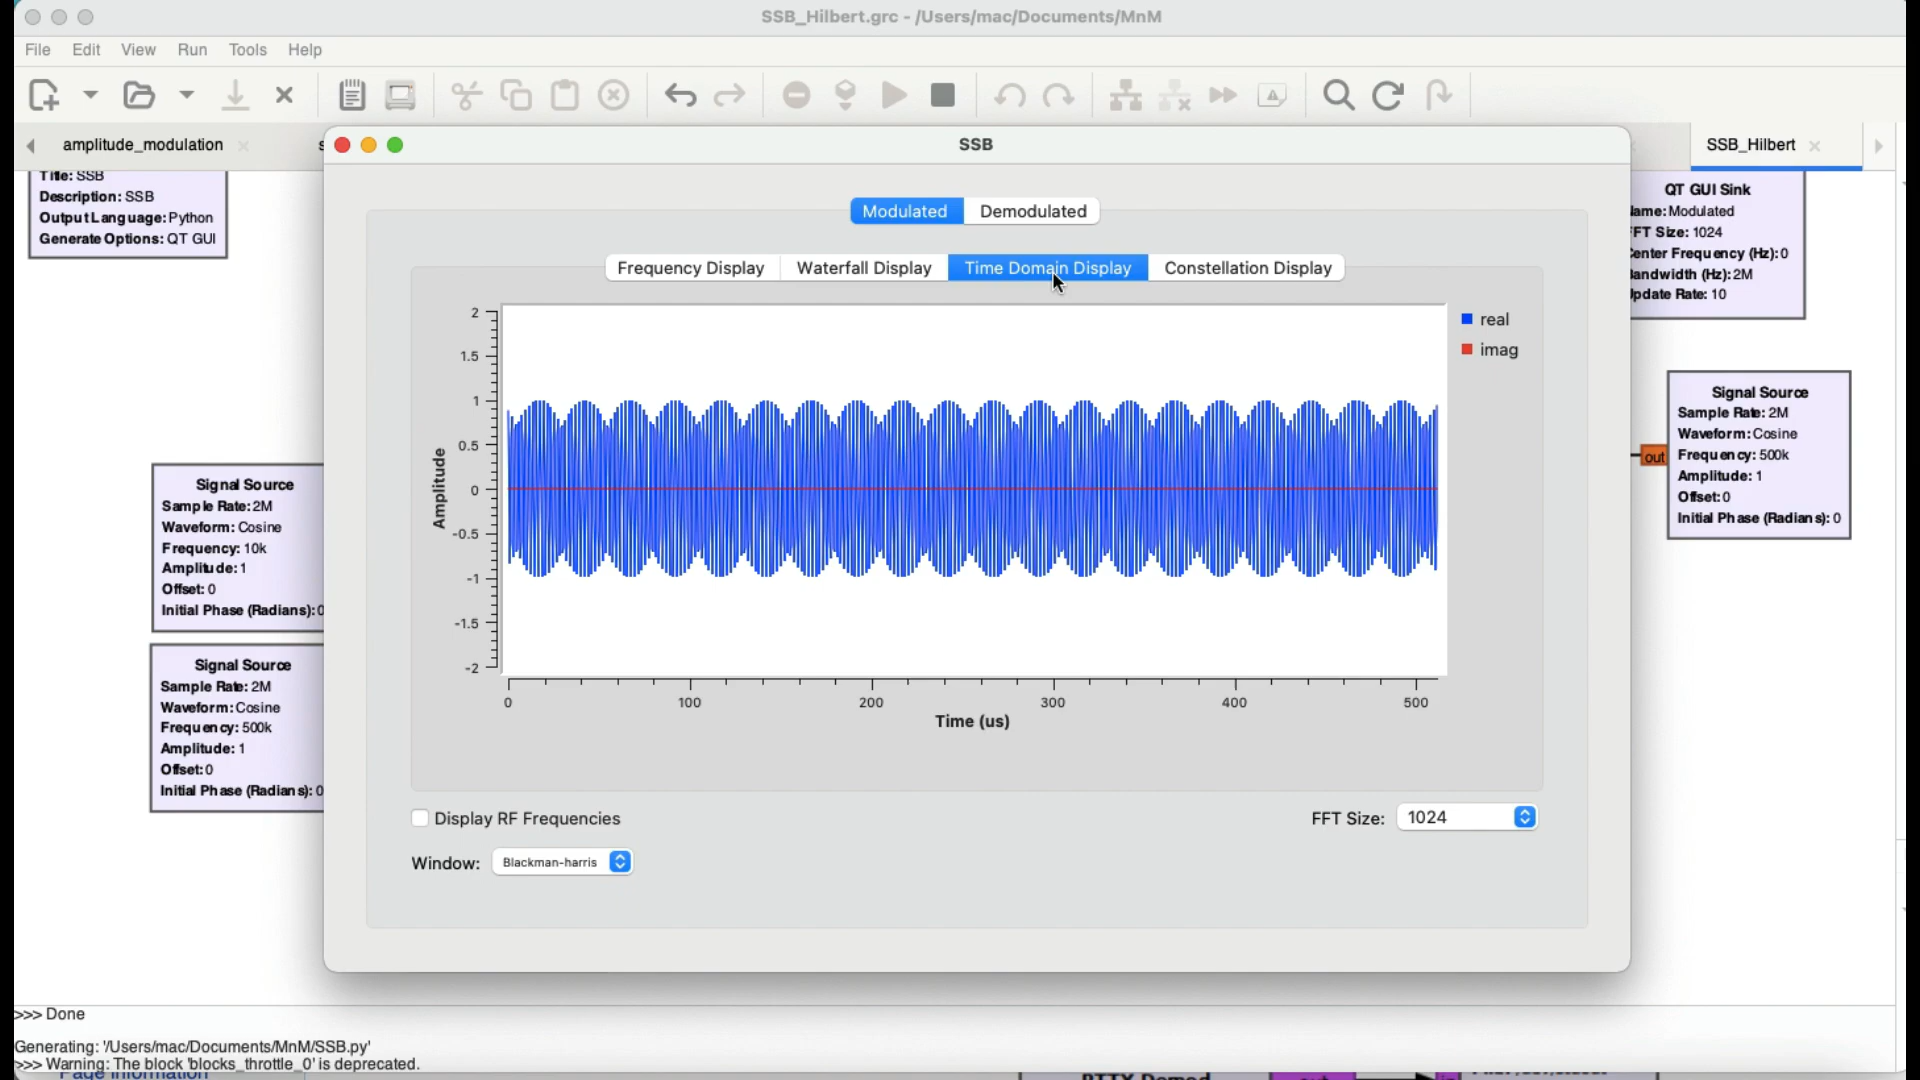 SSB_Hilbert.grc - /Users/mac/Documents/MnM
File Edit View Run Tools Help
amplitude_modulation
SSB_Hilbert
Title: SSB
Description: SSB
Output Language: Python
Generate Options: QT GUI
SSB
Modulated Demodulated
Frequency Display Waterfall Display Time Domain Display Constellation Display
real
imag
Amplitude
2
1.5
1
0.5
0
-0.5
-1
-1.5
-2
0 100 200 300 400 500
Time (us)
Display RF Frequencies
FFT Size: 1024
Window: Blackman-harris
QT GUI Sink
Name: Modulated
FFT Size: 1024
Center Frequency (Hz): 0
Bandwidth (Hz): 2M
Update Rate: 10
Signal Source
Sample Rate: 2M
Waveform: Cosine
Frequency: 500k
Amplitude: 1
Offset: 0
Initial Phase (Radians): 0
out
Signal Source
Sample Rate: 2M
Waveform: Cosine
Frequency: 10k
Amplitude: 1
Offset: 0
Initial Phase (Radians): 0
Signal Source
Sample Rate: 2M
Waveform: Cosine
Frequency: 500k
Amplitude: 1
Offset: 0
Initial Phase (Radians): 0
>>> Done
Generating: '/Users/mac/Documents/MnM/SSB.py'
>>> Warning: The block 'blocks_throttle_0' is deprecated.
Page Information